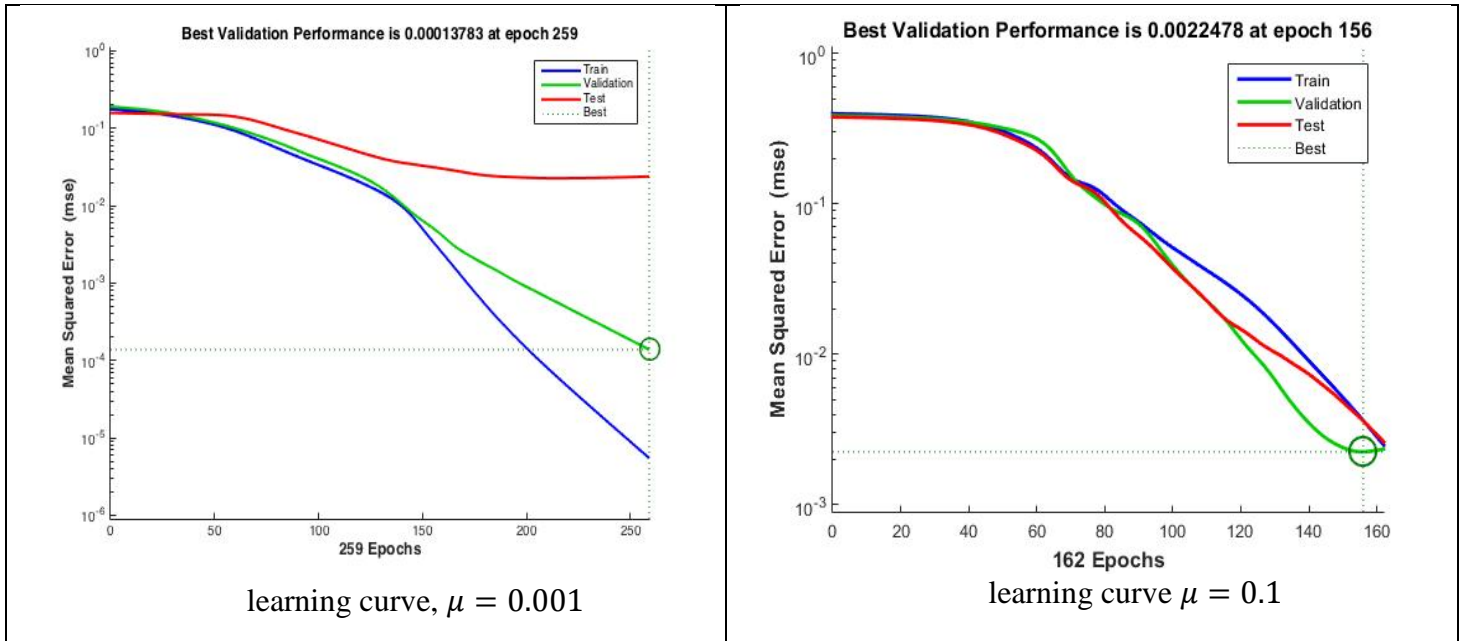 Best Validation Performance is 0.00013783 at epoch 259
Train
Validation
Test
Best
Mean Squared Error (mse)
10^0
10^-1
10^-2
10^-3
10^-4
10^-5
10^-6
0 50 100 150 200 250
259 Epochs
learning curve, μ = 0.001
Best Validation Performance is 0.0022478 at epoch 156
Train
Validation
Test
Best
Mean Squared Error (mse)
10^0
10^-1
10^-2
10^-3
0 20 40 60 80 100 120 140 160
162 Epochs
learning curve μ = 0.1